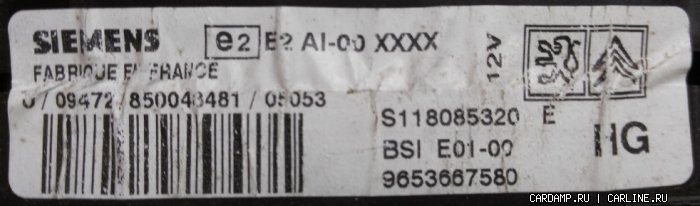 SIEMENS e2 E2 AI-00 XXXX
12V
FABRIQUE EN FRANCE
0/09472/850048481/05053
S118085320 E
BSI E01-00 HG
9653667580
CARDAMP.RU | CARLINE.RU